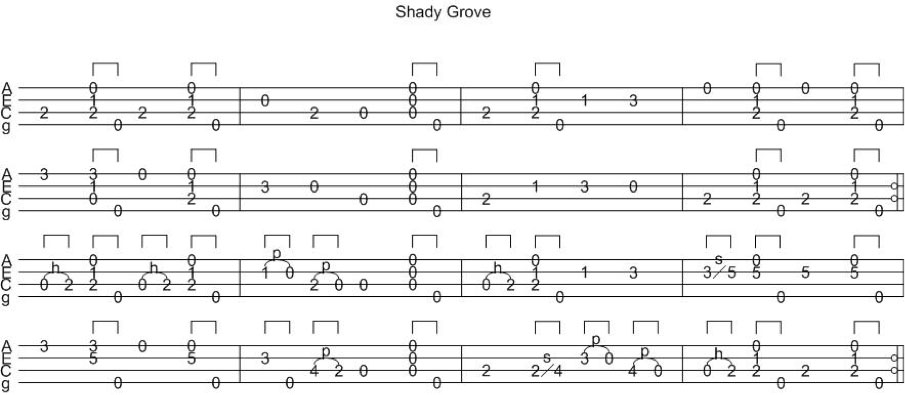 Shady Grove
A 0 0 0 0 0 0 0 0
E 1 1 0 0 1 1 3 1 1
C 2 2 2 2 2 0 0 2 2 2 2
g 0 0 0 0 0 0
A 3 3 0 0 0 0 0
E 1 1 3 0 0 1 3 0 1 1
C 0 2 0 0 2 2 2 2 2
g 0 0 0 0 0
p
A 0 0 0 0 s 0 0
E h 1 h 1 1 0 p 0 h 1 1 3 3/5 5 5 5
C 0 2 2 0 2 2 2 0 0 0 0 2 2
g 0 0 0 0 0 0
p
A 3 3 0 0 0 0 0
E 5 5 3 p 0 s 3 0 p h 1 1
C 4 2 0 0 2 2/4 4 0 0 2 2 2 2
g 0 0 0 0 0 0